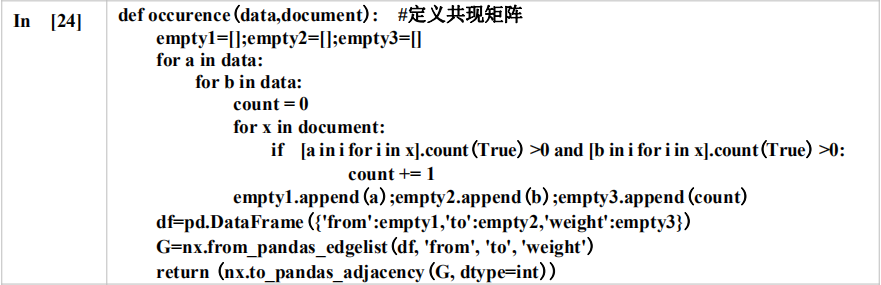 In [24]
def occurence(data,document): #定义共现矩阵
empty1=[];empty2=[];empty3=[]
for a in data:
for b in data:
count = 0
for x in document:
if [a in i for i in x].count(True) >0 and [b in i for i in x].count(True) >0:
count += 1
empty1.append(a);empty2.append(b);empty3.append(count)
df=pd.DataFrame({'from':empty1,'to':empty2,'weight':empty3})
G=nx.from_pandas_edgelist(df, 'from', 'to', 'weight')
return (nx.to_pandas_adjacency(G, dtype=int))